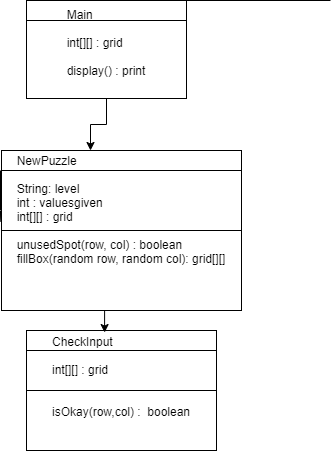 Main
int[][] : grid
display() : print
NewPuzzle
String: level
int : valuesgiven
int[][] : grid
unusedSpot(row, col) : boolean
fillBox(random row, random col): grid[][]
CheckInput
int[][] : grid
isOkay(row,col) : boolean